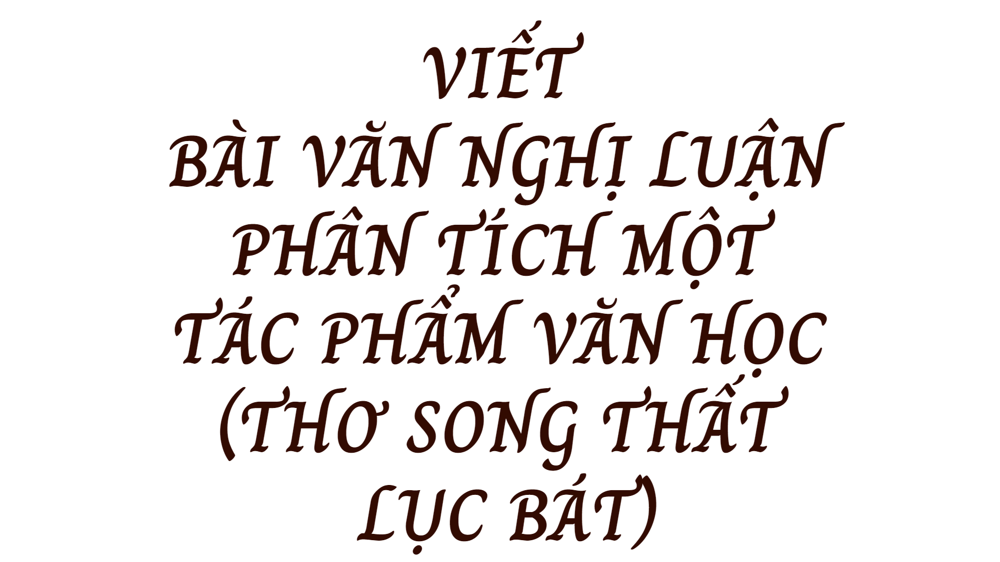 VIẾT
BÀI VĂN NGHỊ LUẬN
PHÂN TÍCH MỘT
TÁC PHẨM VĂN HỌC
(THƠ SONG THẤT
LỤC BÁT)